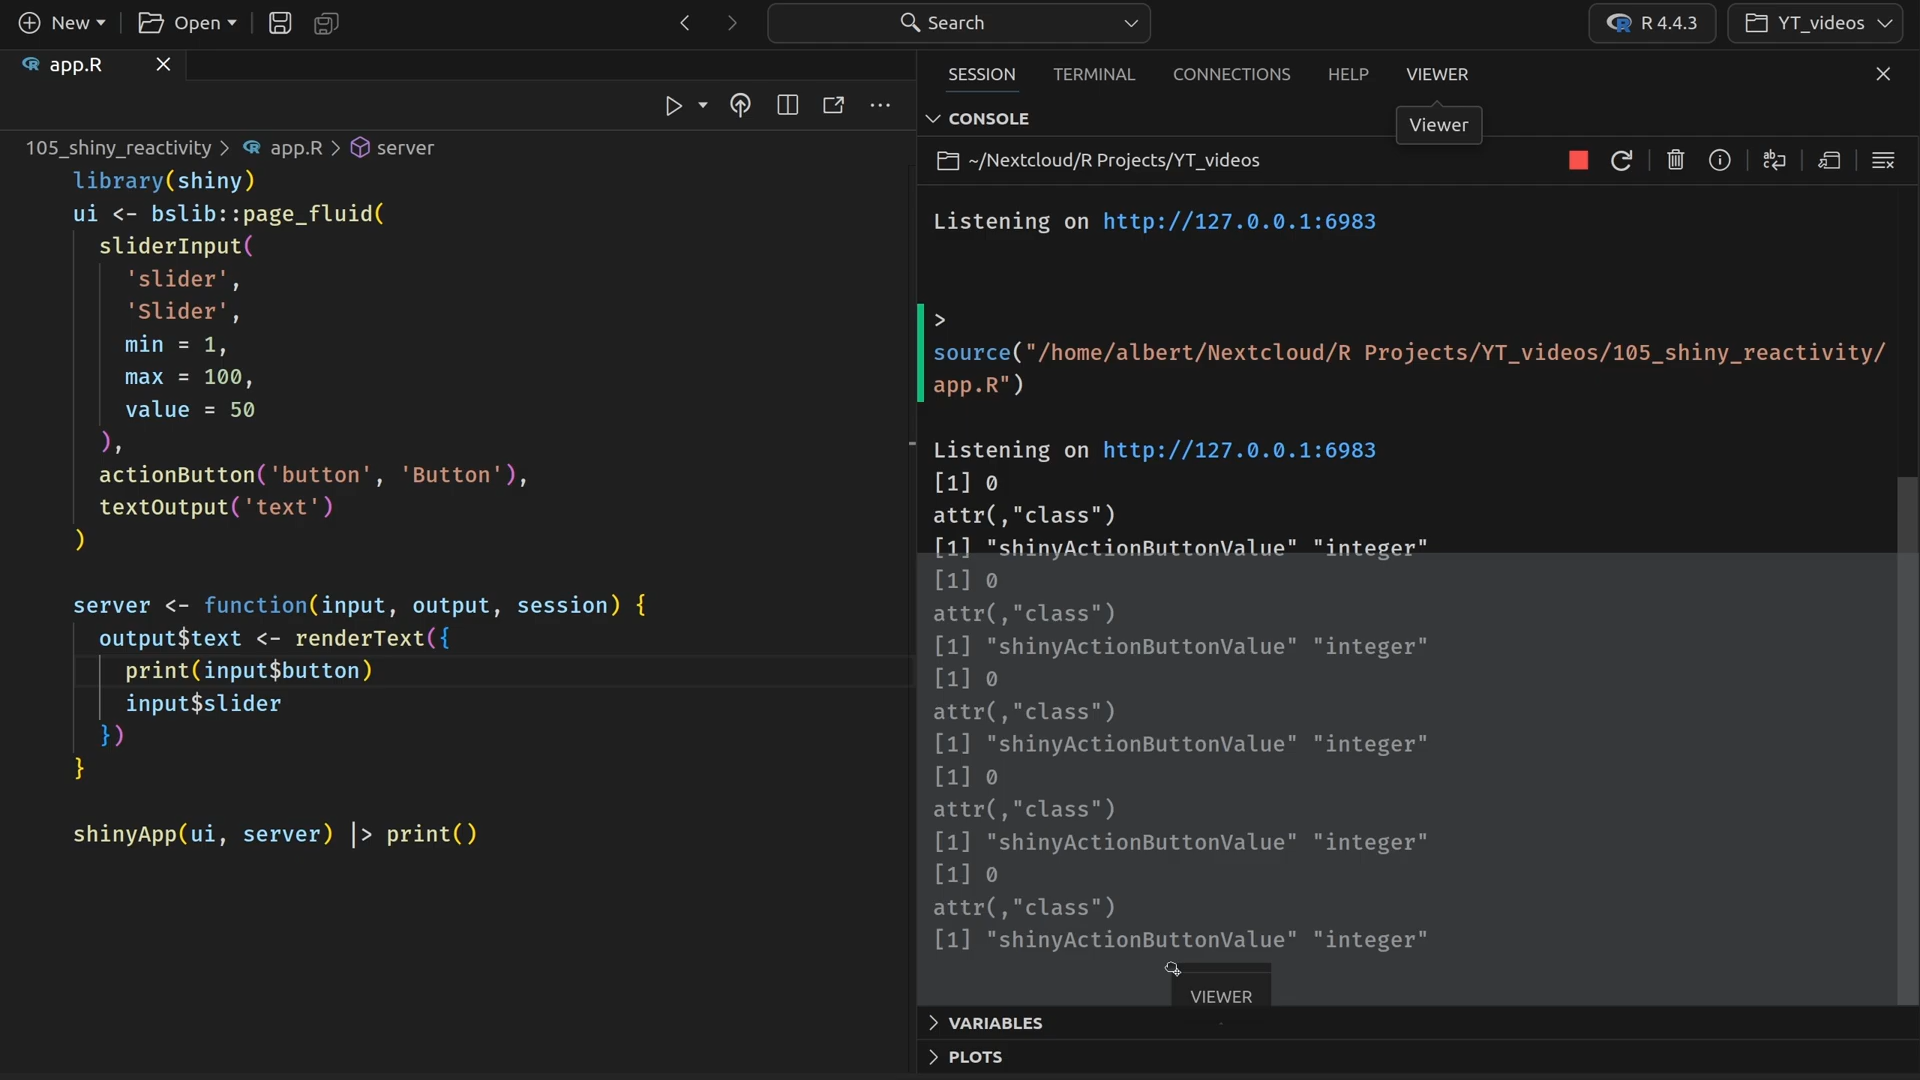 New
Open
Search
R 4.4.3
YT_videos
app.R
105_shiny_reactivity > app.R > server
library(shiny)
ui <- bslib::page_fluid(
sliderInput(
'slider',
'Slider',
min = 1,
max = 100,
value = 50
),
actionButton('button', 'Button'),
textOutput('text')
)
server <- function(input, output, session) {
output$text <- renderText({
print(input$button)
input$slider
})
}
shinyApp(ui, server) |> print()
SESSION
TERMINAL
CONNECTIONS
HELP
VIEWER
Viewer
CONSOLE
~/Nextcloud/R Projects/YT_videos
Listening on http://127.0.0.1:6983
>
source("/home/albert/Nextcloud/R Projects/YT_videos/105_shiny_reactivity/
app.R")
Listening on http://127.0.0.1:6983
[1] 0
attr(,"class")
[1] "shinyActionButtonValue" "integer"
[1] 0
attr(,"class")
[1] "shinyActionButtonValue" "integer"
[1] 0
attr(,"class")
[1] "shinyActionButtonValue" "integer"
[1] 0
attr(,"class")
[1] "shinyActionButtonValue" "integer"
[1] 0
attr(,"class")
[1] "shinyActionButtonValue" "integer"
VIEWER
VARIABLES
PLOTS